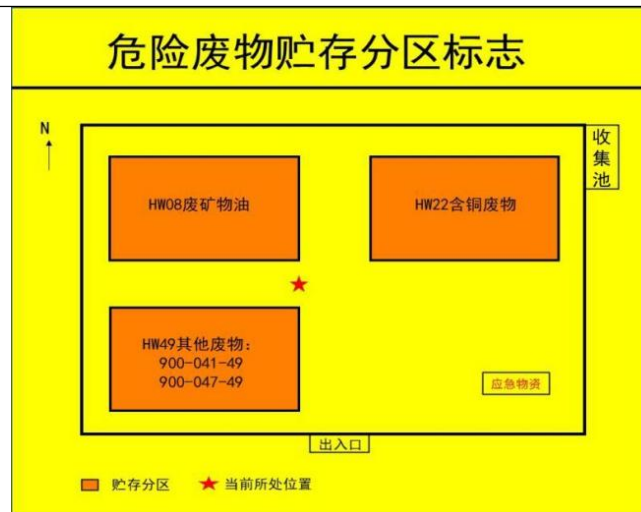 危险废物贮存分区标志
N
收集池
HW08废矿物油
HW22含铜废物
HW49其他废物：
900-041-49
900-047-49
应急物资
出入口
贮存分区
当前所处位置